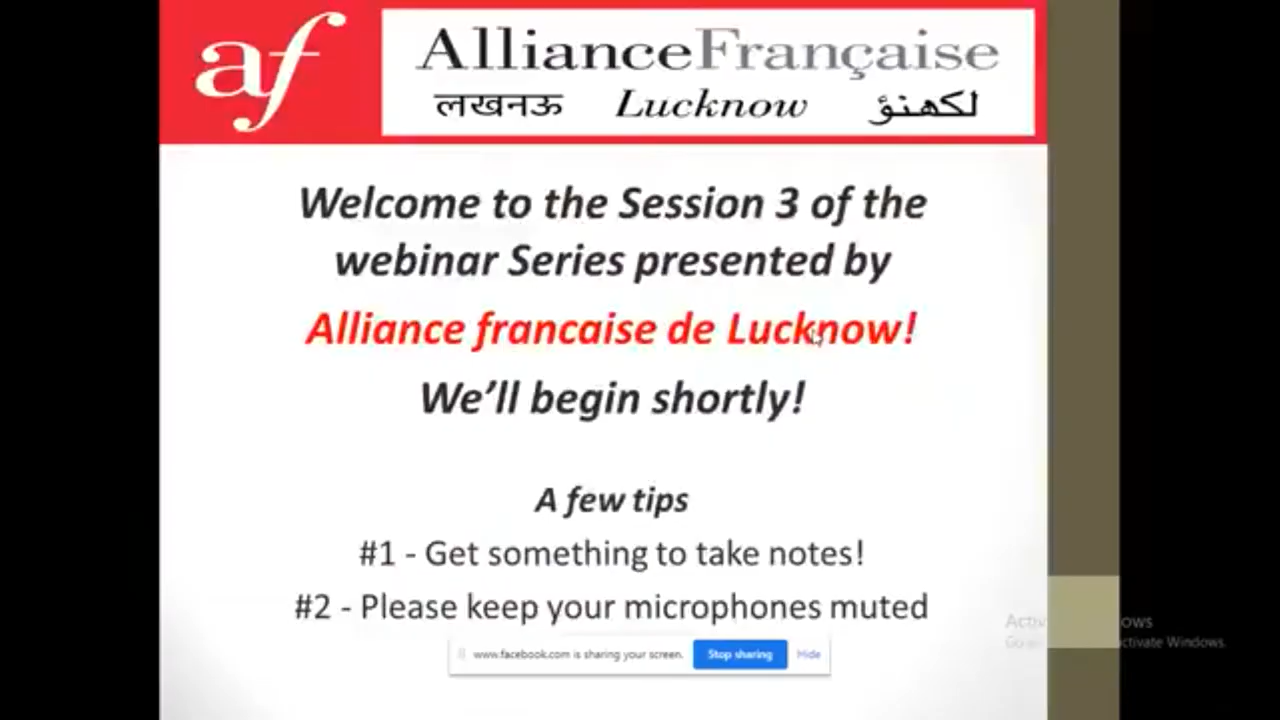 af
AllianceFrançaise
लखनऊ Lucknow لکھنؤ
Welcome to the Session 3 of the
webinar Series presented by
Alliance francaise de Lucknow!
We'll begin shortly!
A few tips
#1 - Get something to take notes!
#2 - Please keep your microphones muted
www.facebook.com is sharing your screen. Stop sharing Hide